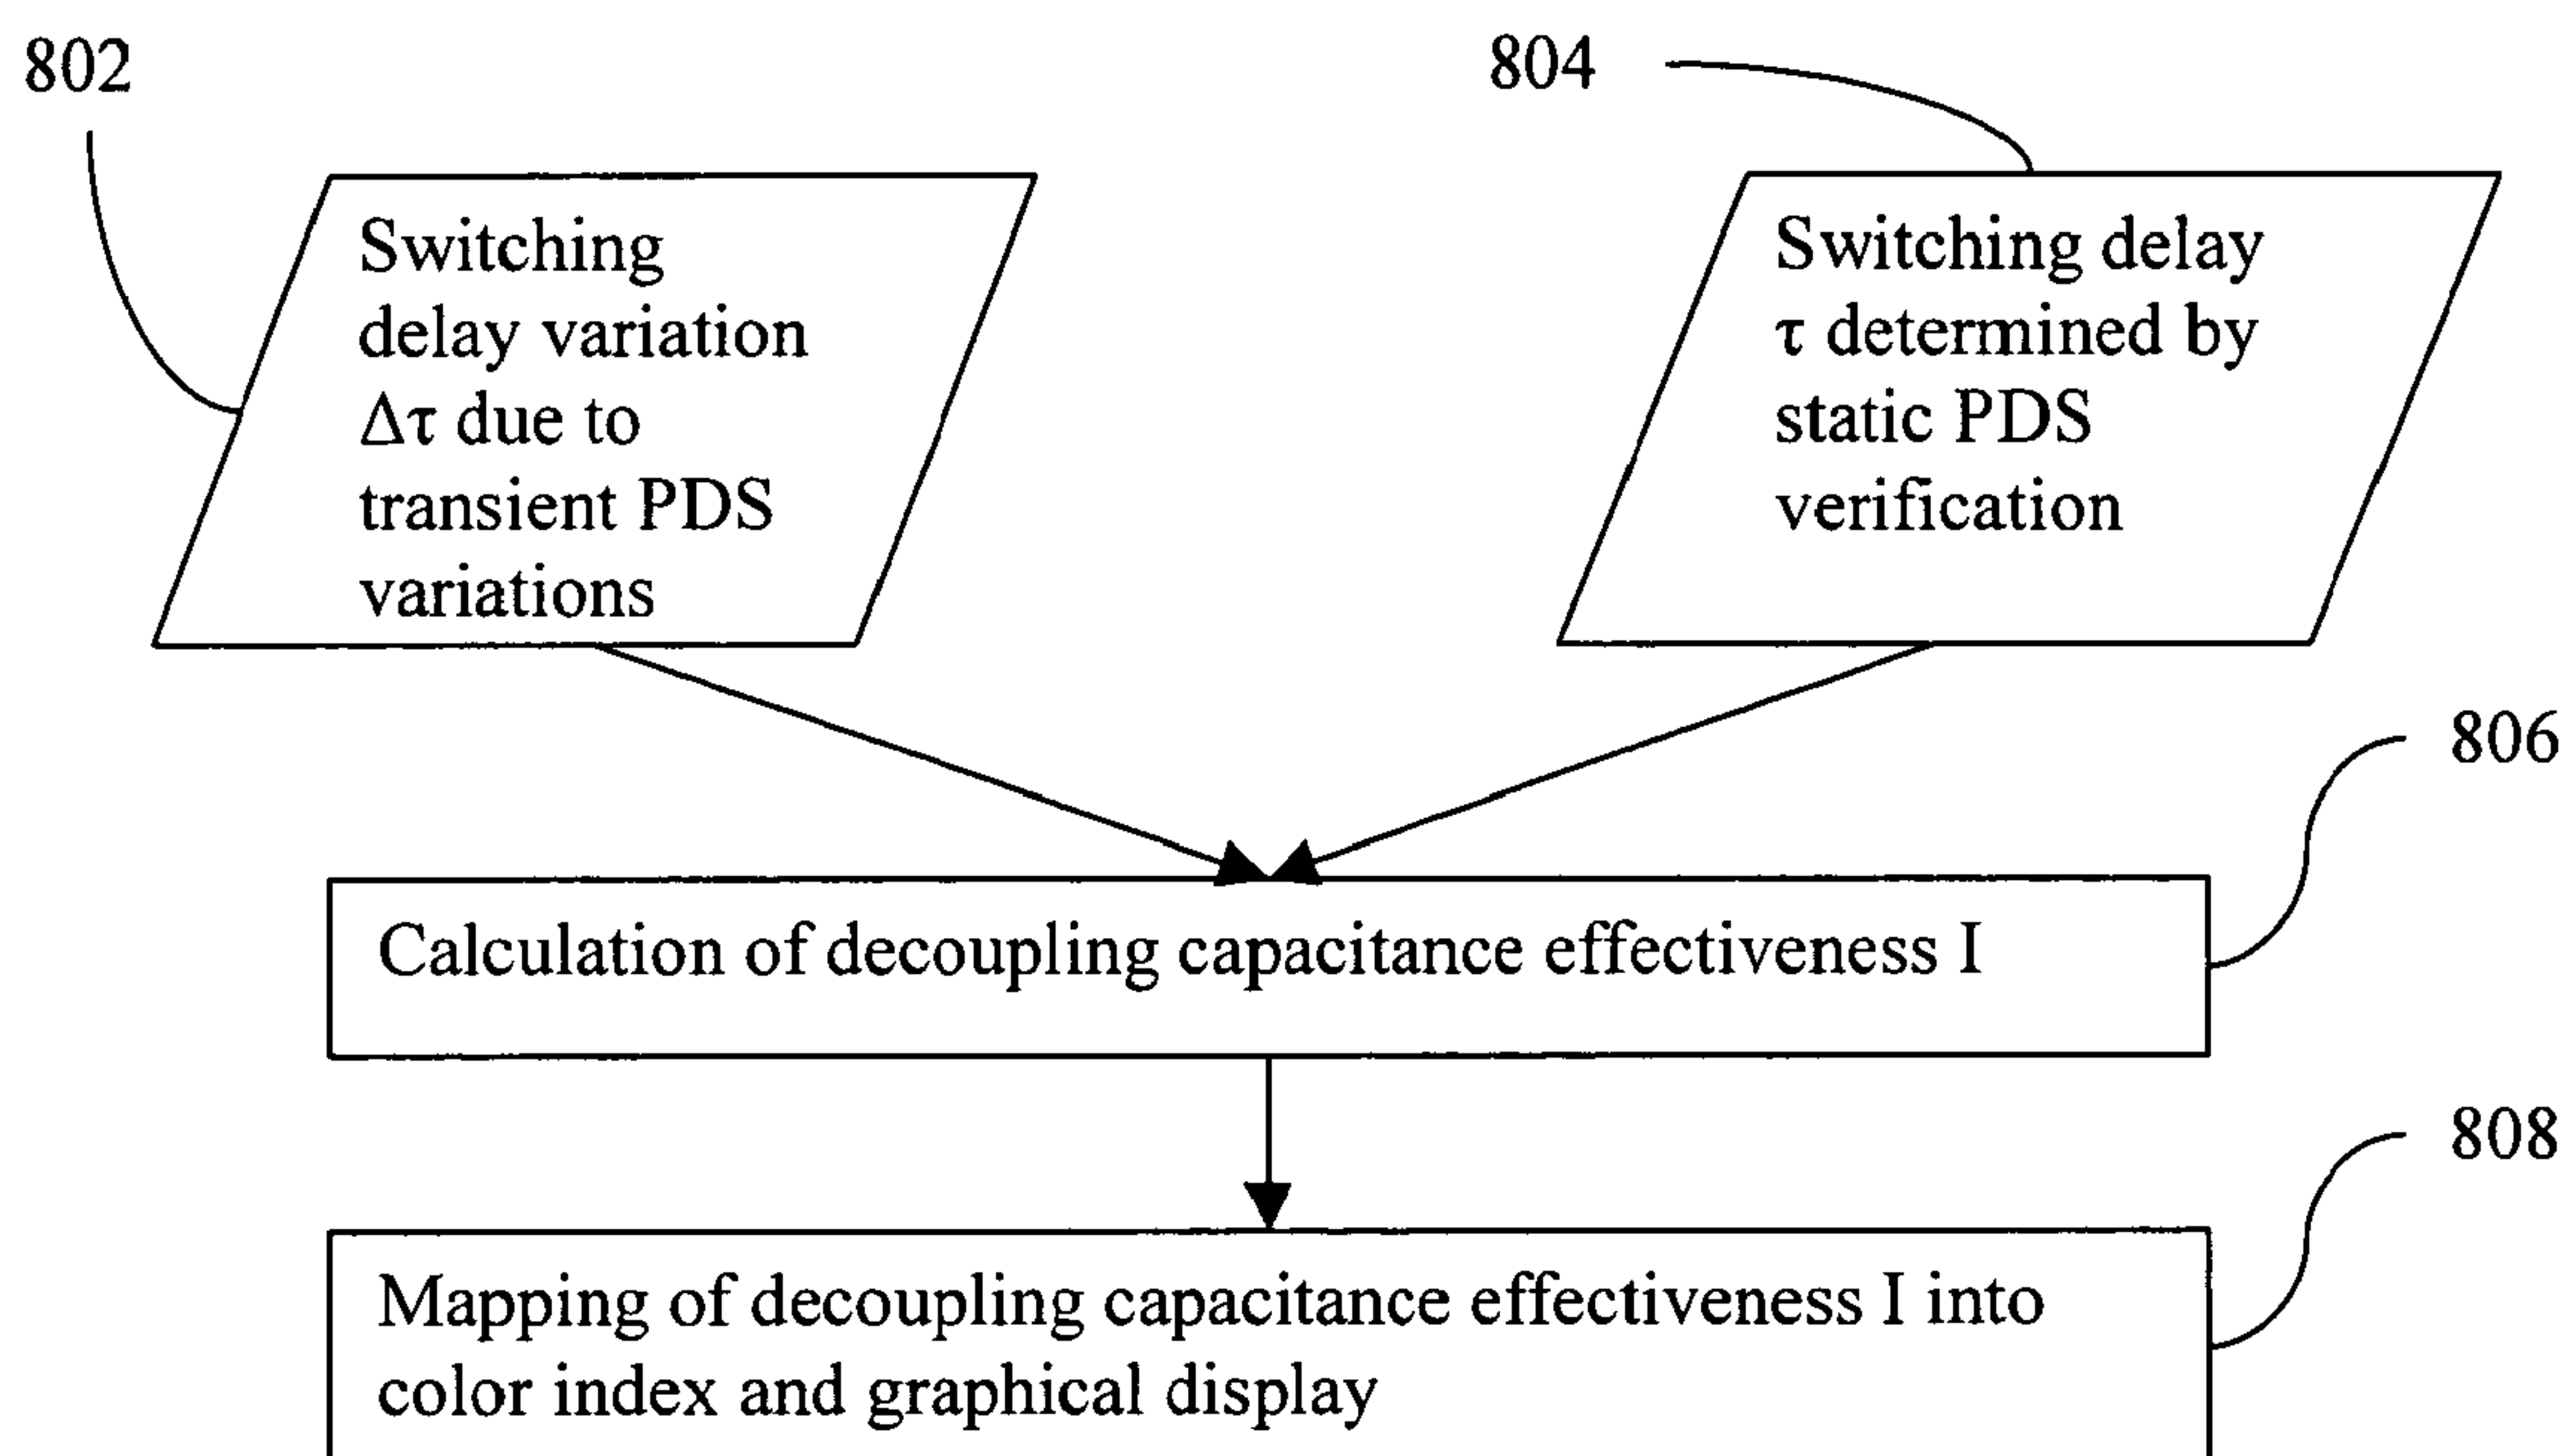 802
804
Switching
delay variation
Δτ due to
transient PDS
variations
Switching delay
τ determined by
static PDS
verification
806
Calculation of decoupling capacitance effectiveness I
808
Mapping of decoupling capacitance effectiveness I into
color index and graphical display